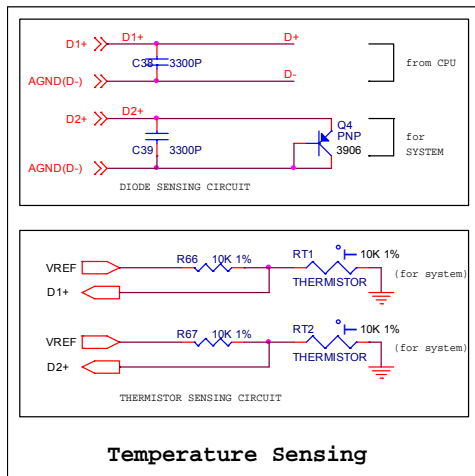 D1+ D1+ D+
C38 3300P
from CPU
AGND(D-) D-
D2+ D2+
Q4
PNP
3906
for
SYSTEM
C39 3300P
AGND(D-)
DIODE SENSING CIRCUIT
VREF R66 10K 1% RT1 10K 1%
(for system)
D1+ THERMISTOR
VREF R67 10K 1% RT2 10K 1%
(for system)
D2+ THERMISTOR
THERMISTOR SENSING CIRCUIT
Temperature Sensing